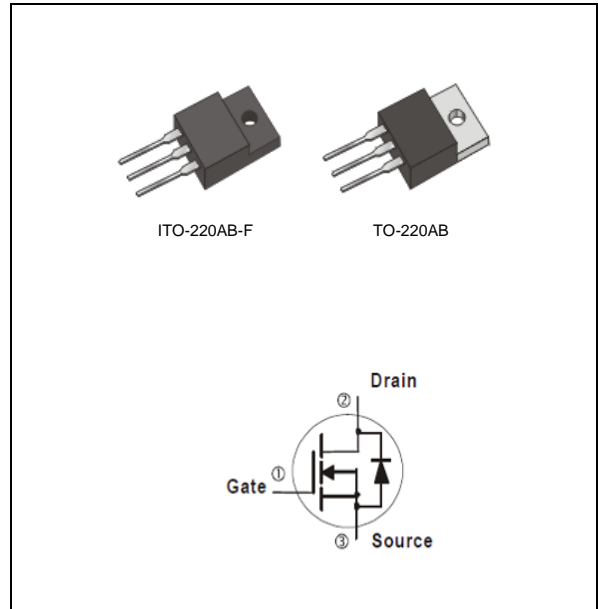 ITO-220AB-F
TO-220AB
Drain
②
①
Gate
③
Source